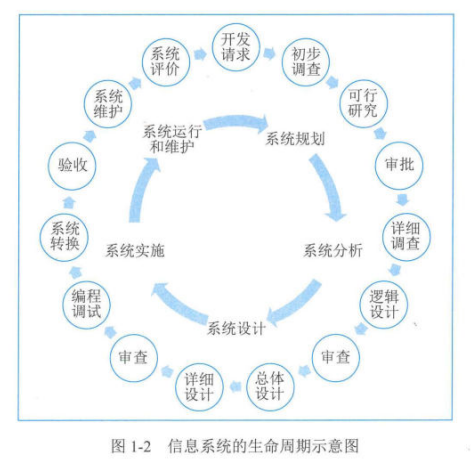 开发
请求
初步
调查
可行
研究
审批
详细
调查
逻辑
设计
审查
总体
设计
详细
设计
审查
编程
调试
系统
转换
验收
系统
维护
系统
评价
系统规划
系统分析
系统设计
系统实施
系统运行
和维护
图 1-2 信息系统的生命周期示意图